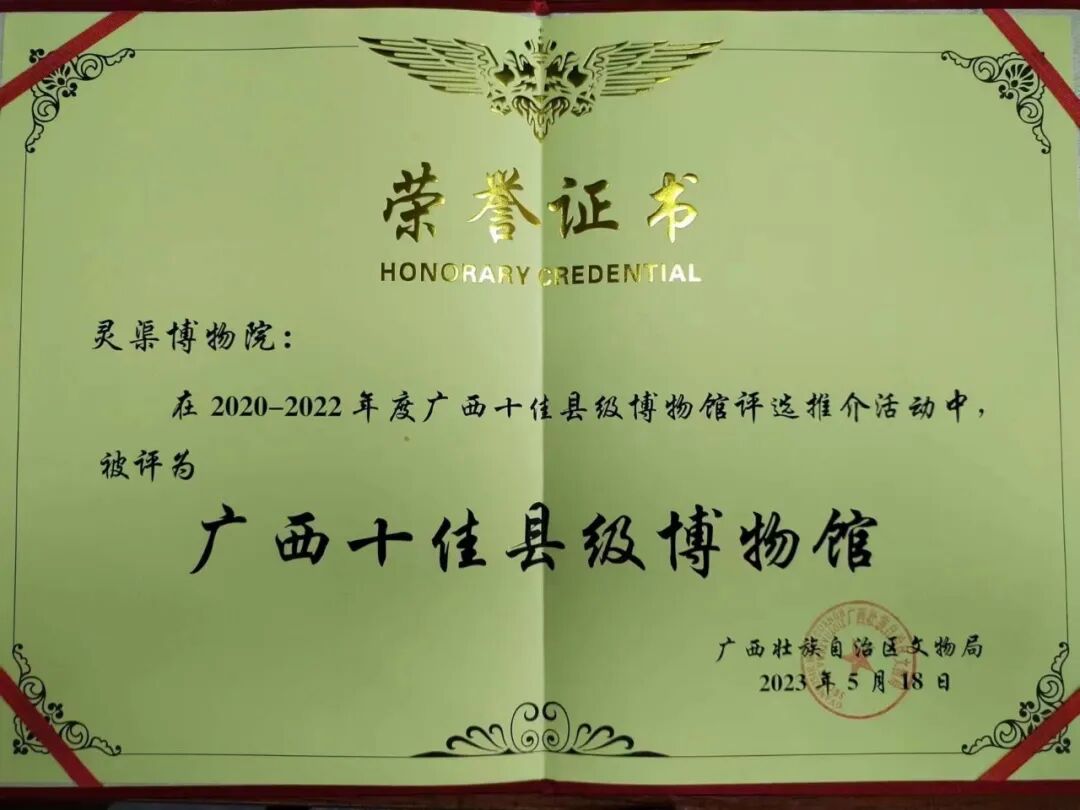 荣誉证书
HONORARY CREDENTIAL
灵渠博物院：
在2020-2022年度广西十佳县级博物馆评选推介活动中，
被评为
广西十佳县级博物馆
广西壮族自治区文物局
2023年5月18日